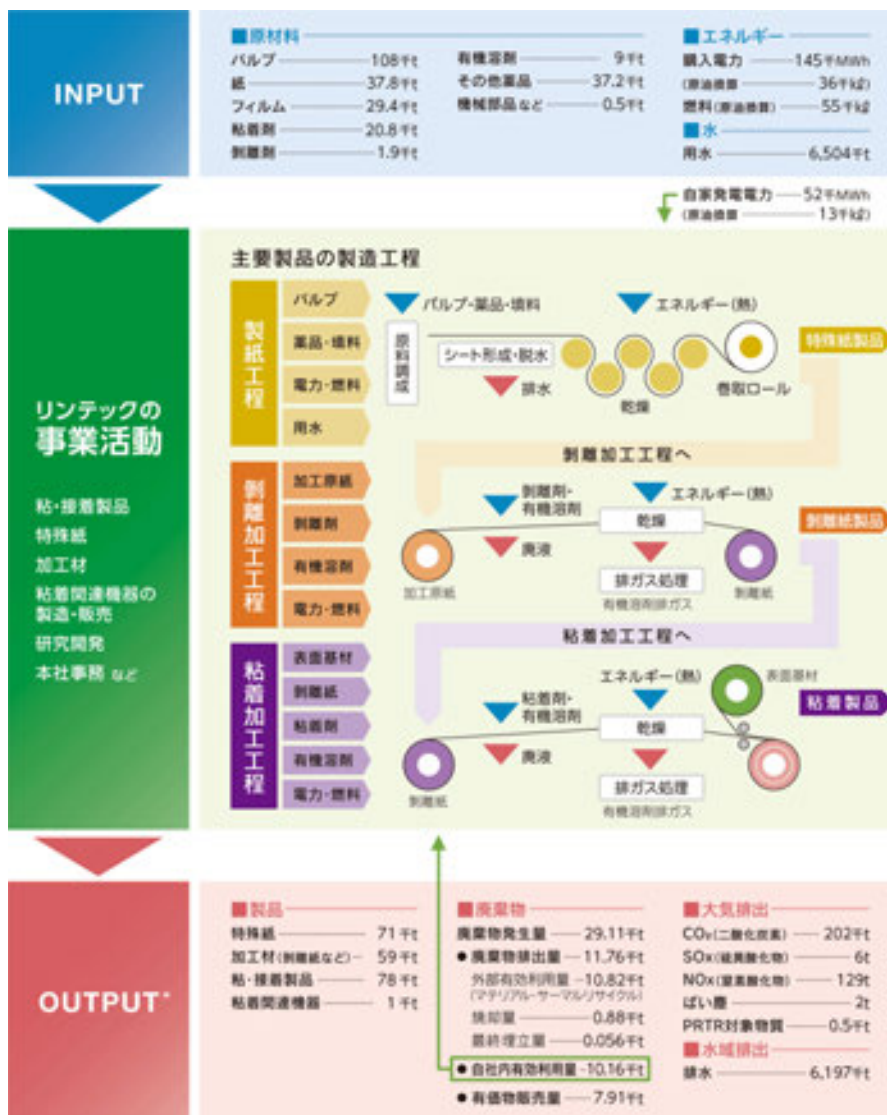 INPUT
■原材料
パルプ 108千t
紙 37.8千t
フィルム 29.4千t
粘着剤 20.8千t
剥離剤 1.9千t
有機溶剤 9千t
その他薬品 37.2千t
機械部品など 0.5千t
■エネルギー
購入電力 145千MWh
(原油換算 36千kℓ)
燃料(原油換算) 55千kℓ
■水
用水 6,504千t
自家発電電力 52千MWh
(原油換算 13千kℓ)
リンテックの
事業活動
粘・接着製品
特殊紙
加工材
粘着関連機器の
製造・販売
研究開発
本社事務 など
主要製品の製造工程
製紙工程
パルプ
薬品・填料
電力・燃料
用水
パルプ・薬品・填料
エネルギー(熱)
原料調成
シート形成・脱水
排水
乾燥
巻取ロール
特殊紙製品
剥離加工工程へ
剥離加工工程
加工原紙
剥離剤
有機溶剤
電力・燃料
剥離剤・
有機溶剤
エネルギー(熱)
乾燥
廃液
排ガス処理
有機溶剤排ガス
加工原紙
剥離紙
剥離紙製品
粘着加工工程へ
粘着加工工程
表面基材
剥離紙
粘着剤
有機溶剤
電力・燃料
粘着剤・
有機溶剤
エネルギー(熱)
表面基材
乾燥
廃液
排ガス処理
有機溶剤排ガス
剥離紙
粘着製品
OUTPUT*
■製品
特殊紙 71千t
加工材(剥離紙など) 59千t
粘・接着製品 78千t
粘着関連機器 1千t
■廃棄物
廃棄物発生量 29.11千t
●廃棄物排出量 11.76千t
外部有効利用量 10.82千t
(マテリアル・サーマルリサイクル)
焼却量 0.88千t
最終埋立量 0.056千t
●自社内有効利用量 10.16千t
●有価物販売量 7.91千t
■大気排出
CO₂(二酸化炭素) 202千t
SOx(硫黄酸化物) 6t
NOx(窒素酸化物) 129t
ばい塵 2t
PRTR対象物質 0.5千t
■水域排出
排水 6,197千t